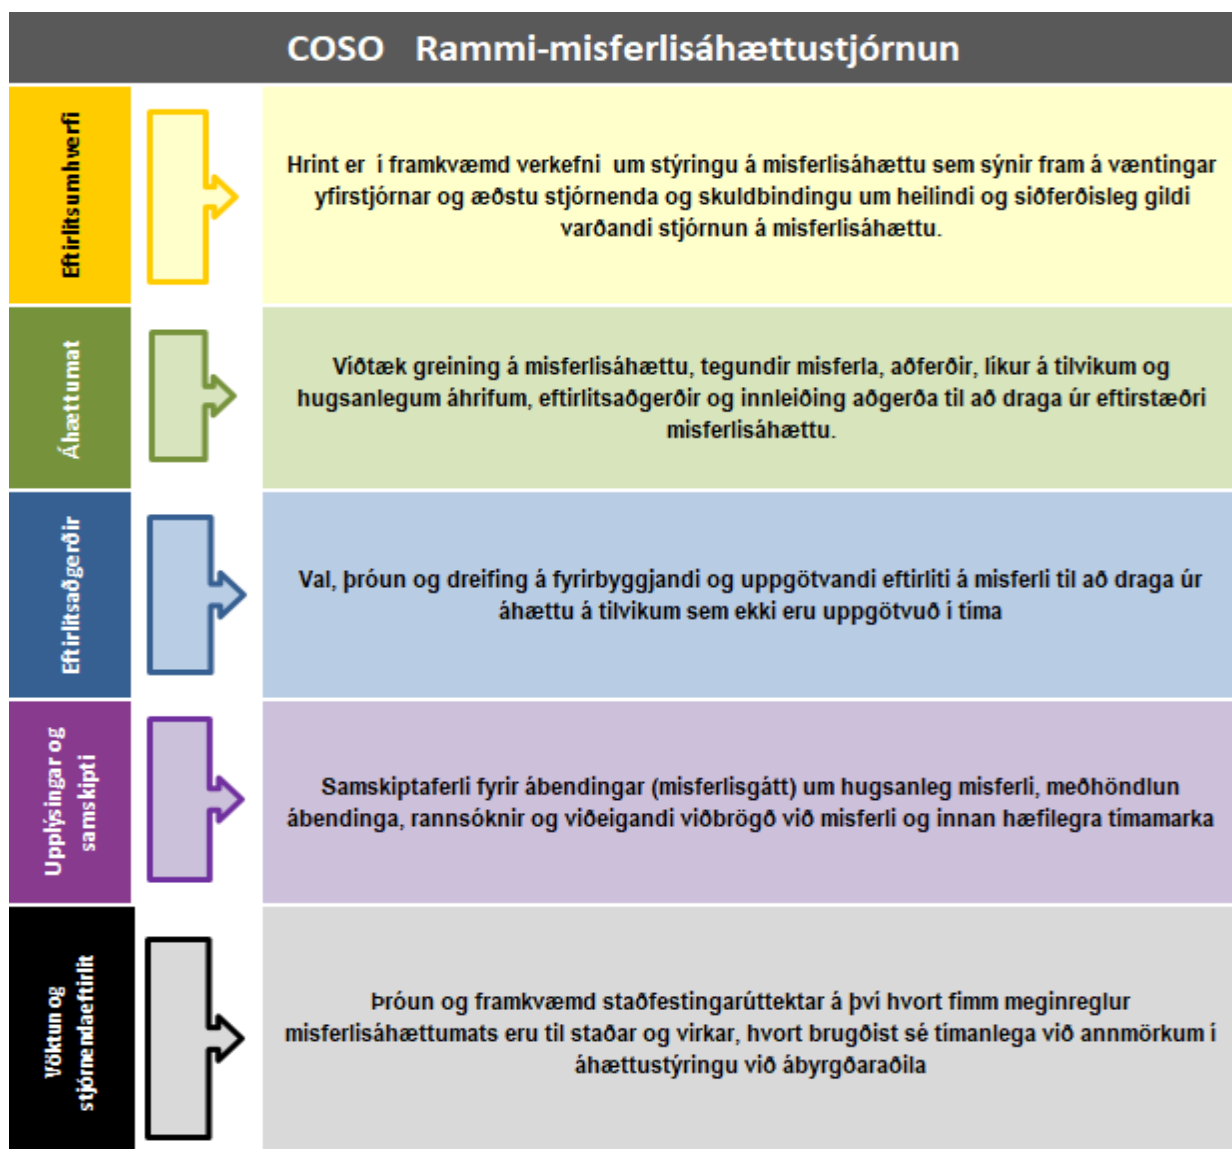 COSO Rammi-misferlisáhættustjórnun
Eftirlitsumhverfi
Hrint er í framkvæmd verkefni um stýringu á misferlisáhættu sem sýnir fram á væntingar
yfirstjórnar og æðstu stjórnenda og skuldbindingu um heilindi og siðferðisleg gildi
varðandi stjórnun á misferlisáhættu.
Áhættumat
Víðtæk greining á misferlisáhættu, tegundir misferla, aðferðir, líkur á tilvikum og
hugsanlegum áhrifum, eftirlitsaðgerðir og innleiðing aðgerða til að draga úr eftirstæðri
misferlisáhættu.
Eftirlitsaðgerðir
Val, þróun og dreifing á fyrirbyggjandi og uppgötvandi eftirliti á misferli til að draga úr
áhættu á tilvikum sem ekki eru uppgötvuð í tíma
Upplýsingar og
samskipti
Samskiptaferli fyrir ábendingar (misferlisgátt) um hugsanleg misferli, meðhöndlun
ábendinga, rannsóknir og viðeigandi viðbrögð við misferli og innan hæfilegra tímamarka
Vöktun og
stjórnendaeftirlit
Þróun og framkvæmd staðfestingarúttektar á því hvort fimm meginreglur
misferlisáhættumats eru til staðar og virkar, hvort brugðist sé tímanlega við annmörkum í
áhættustýringu við ábyrgðaraðila